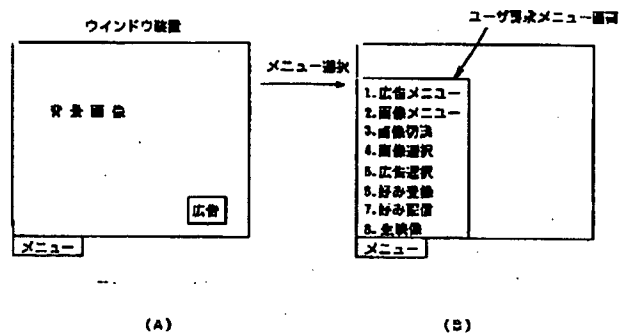 ウインドウ装置
背景画像
広告
メニュー
(A)
メニュー選択
ユーザ要求メニュー画面
1.広告メニュー
2.画像メニュー
3.画像切換
4.画像選択
5.広告選択
6.好み登録
7.好み配信
8.生映像
メニュー
(B)